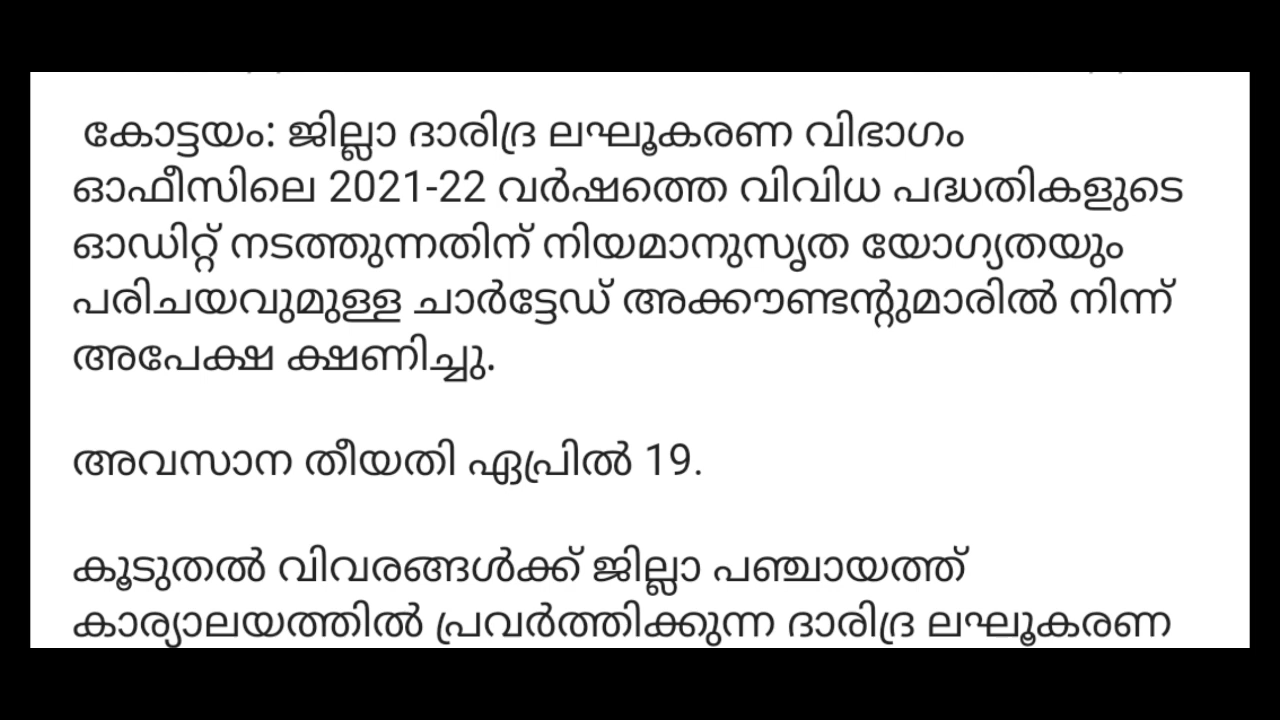 കോട്ടയം: ജില്ലാ ദാരിദ്ര ലഘൂകരണ വിഭാഗം
ഓഫീസിലെ 2021-22 വർഷത്തെ വിവിധ പദ്ധതികളുടെ
ഓഡിറ്റ് നടത്തുന്നതിന് നിയമാനുസൃത യോഗ്യതയും
പരിചയവുമുള്ള ചാർട്ടേഡ് അക്കൗണ്ടന്റുമാരിൽ നിന്ന്
അപേക്ഷ ക്ഷണിച്ചു.
അവസാന തീയതി ഏപ്രിൽ 19.
കൂടുതൽ വിവരങ്ങൾക്ക് ജില്ലാ പഞ്ചായത്ത്
കാര്യാലയത്തിൽ പ്രവർത്തിക്കുന്ന ദാരിദ്ര ലഘൂകരണ